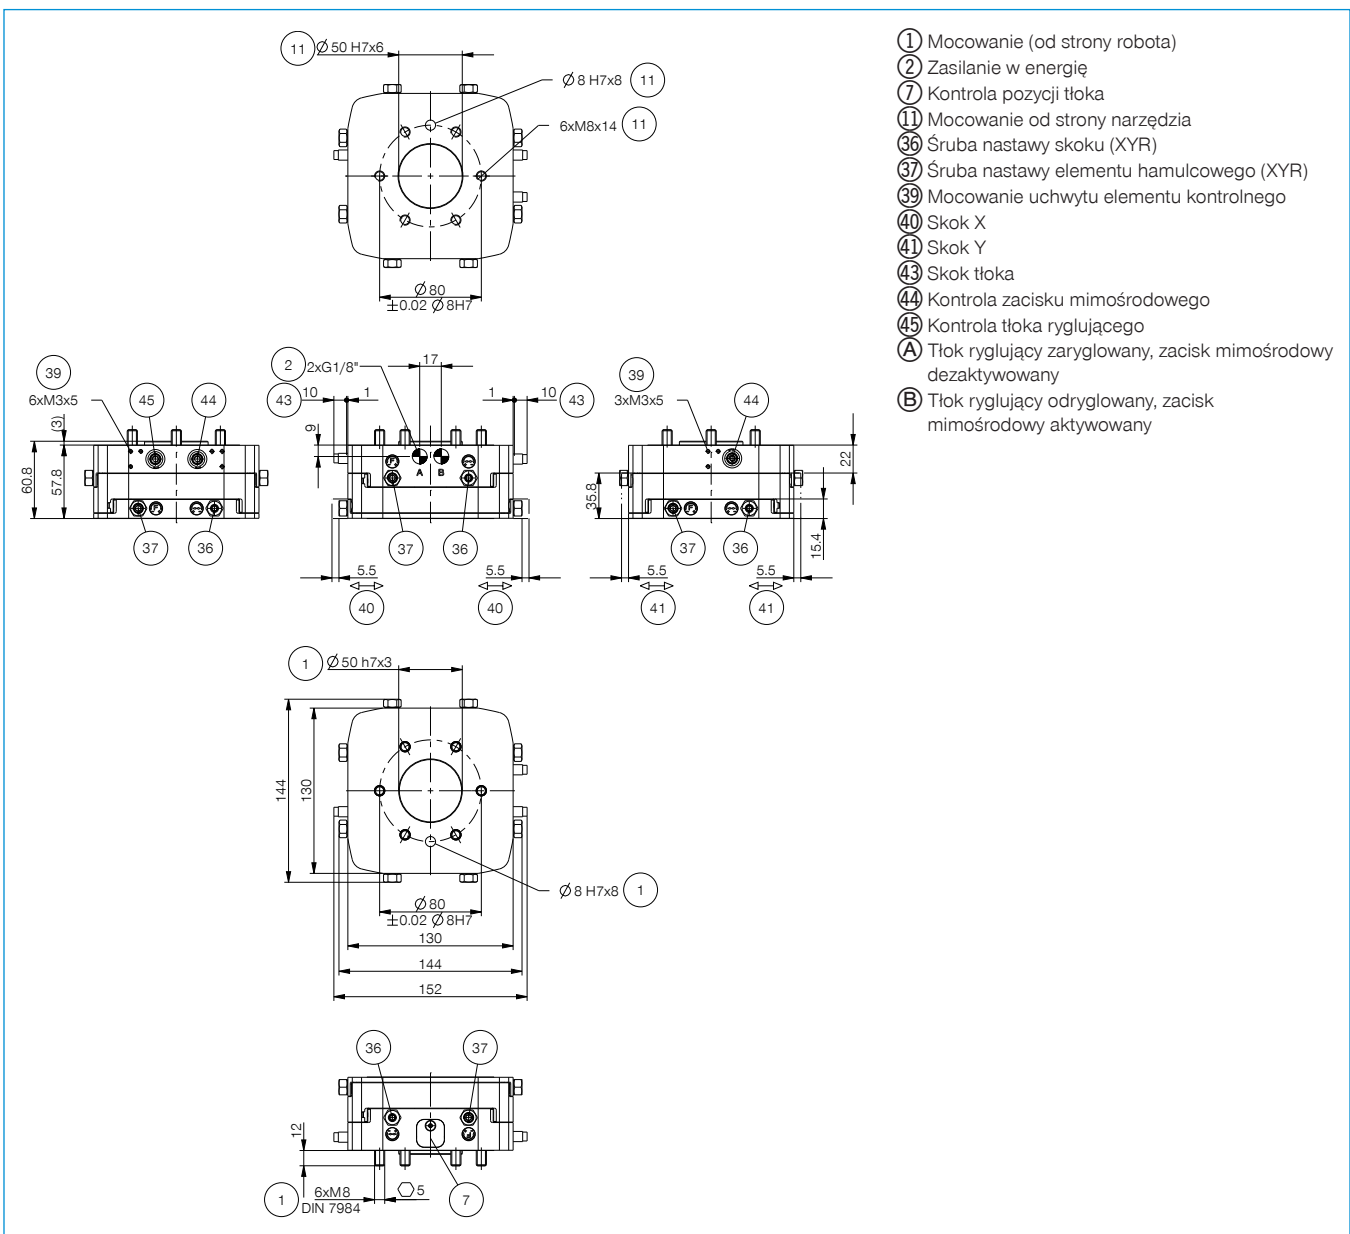 11 Ø 50 H7x6
Ø 8 H7x8 11
6xM8x14 11
Ø 80
±0.02 Ø 8H7
1 Mocowanie (od strony robota)
2 Zasilanie w energię
7 Kontrola pozycji tłoka
11 Mocowanie od strony narzędzia
36 Śruba nastawy skoku (XYR)
37 Śruba nastawy elementu hamulcowego (XYR)
39 Mocowanie uchwytu elementu kontrolnego
40 Skok X
41 Skok Y
43 Skok tłoka
44 Kontrola zacisku mimośrodowego
45 Kontrola tłoka ryglującego
A Tłok ryglujący zaryglowany, zacisk mimośrodowy
dezaktywowany
B Tłok ryglujący odryglowany, zacisk
mimośrodowy aktywowany
39
6xM3x5
45
44
(3)
60.8
57.8
37
36
2 2xG1/8"
17
43 10 1
1 10 43
9
A B
37
36
5.5
5.5
40
40
39
3xM3x5
44
22
35.8
15.4
37
36
5.5
5.5
41
41
1 Ø 50 h7x3
144
130
Ø 8 H7x8 1
Ø 80
±0.02 Ø 8H7
130
144
152
36
37
12
1 6xM8
DIN 7984
5
7